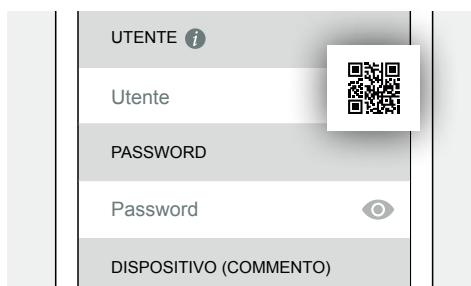 UTENTE i
Utente
PASSWORD
Password
DISPOSITIVO (COMMENTO)